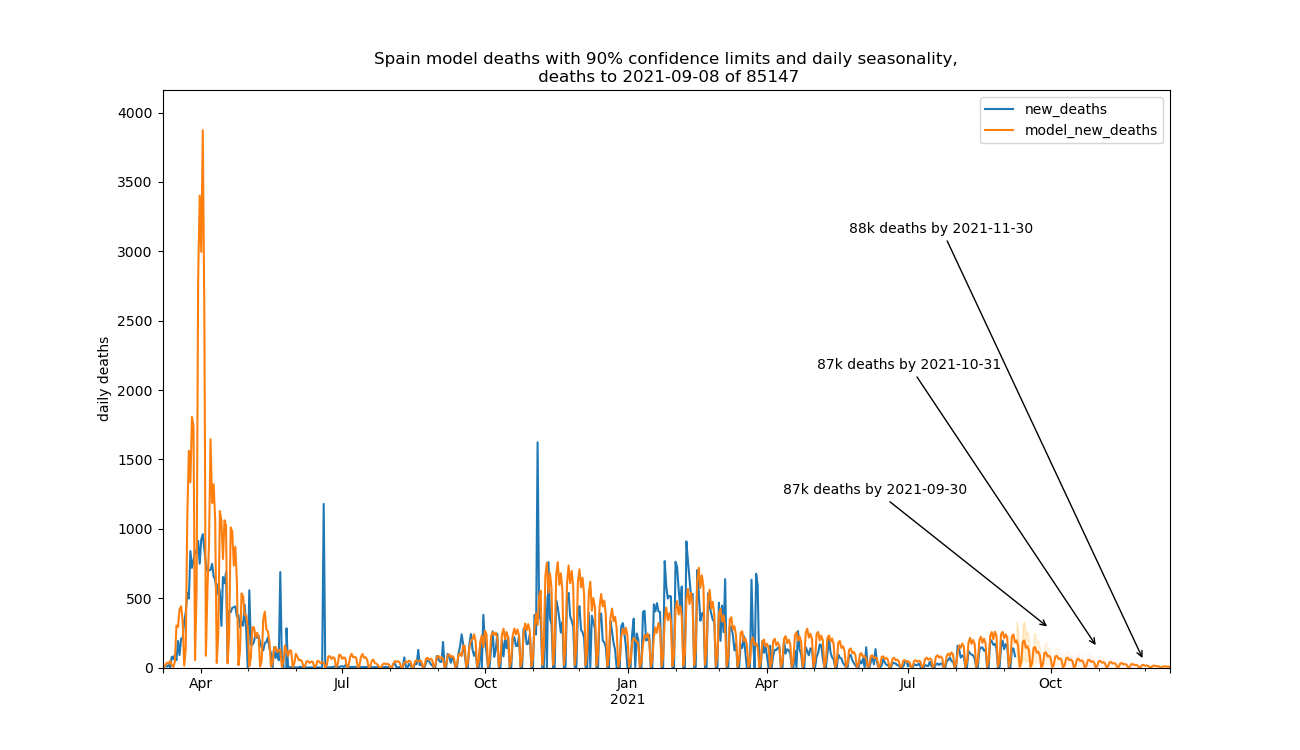 Spain model deaths with 90% confidence limits and daily seasonality,
deaths to 2021-09-08 of 85147
new_deaths
model_new_deaths
daily deaths
4000
3500
3000
2500
2000
1500
1000
500
0
88k deaths by 2021-11-30
87k deaths by 2021-10-31
87k deaths by 2021-09-30
Apr
Jul
Oct
Jan
2021
Apr
Jul
Oct